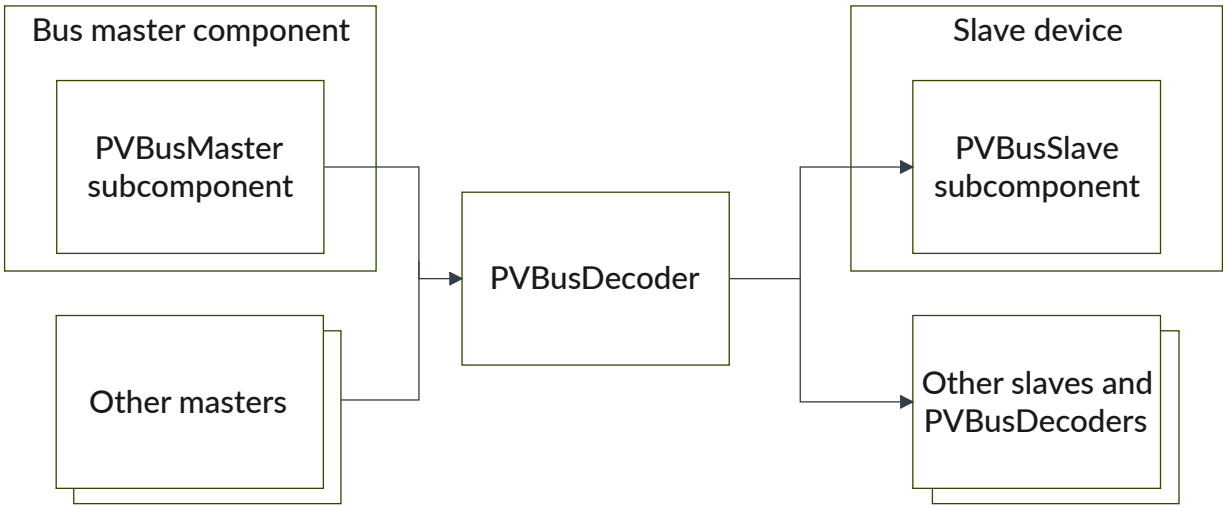 Bus master component
PVBusMaster
subcomponent
Other masters
PVBusDecoder
Slave device
PVBusSlave
subcomponent
Other slaves and
PVBusDecoders